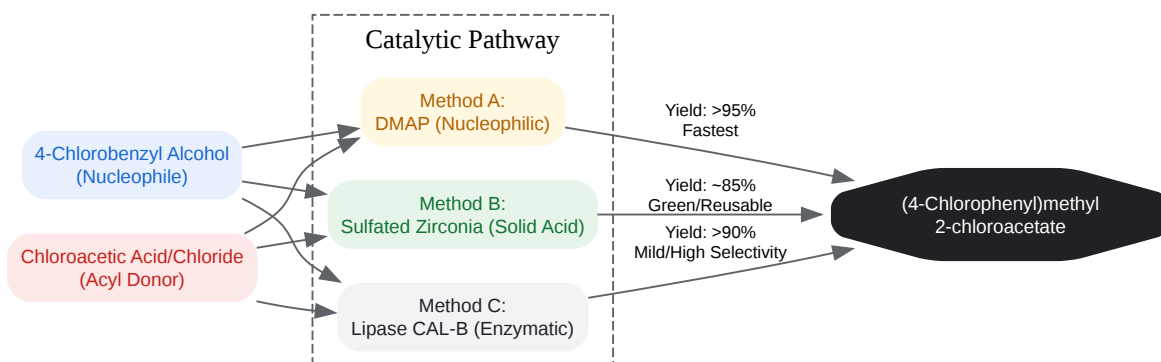 Catalytic Pathway
4-Chlorobenzyl Alcohol
(Nucleophile)
Chloroacetic Acid/Chloride
(Acyl Donor)
Method A:
DMAP (Nucleophilic)
Method B:
Sulfated Zirconia (Solid Acid)
Method C:
Lipase CAL-B (Enzymatic)
Yield: >95%
Fastest
Yield: ~85%
Green/Reusable
Yield: >90%
Mild/High Selectivity
(4-Chlorophenyl)methyl
2-chloroacetate